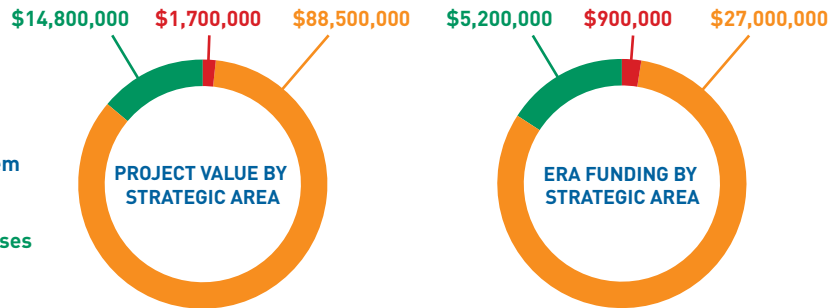 $14,800,000 $1,700,000 $88,500,000
$5,200,000 $900,000 $27,000,000
PROJECT VALUE BY
STRATEGIC AREA
ERA FUNDING BY
STRATEGIC AREA